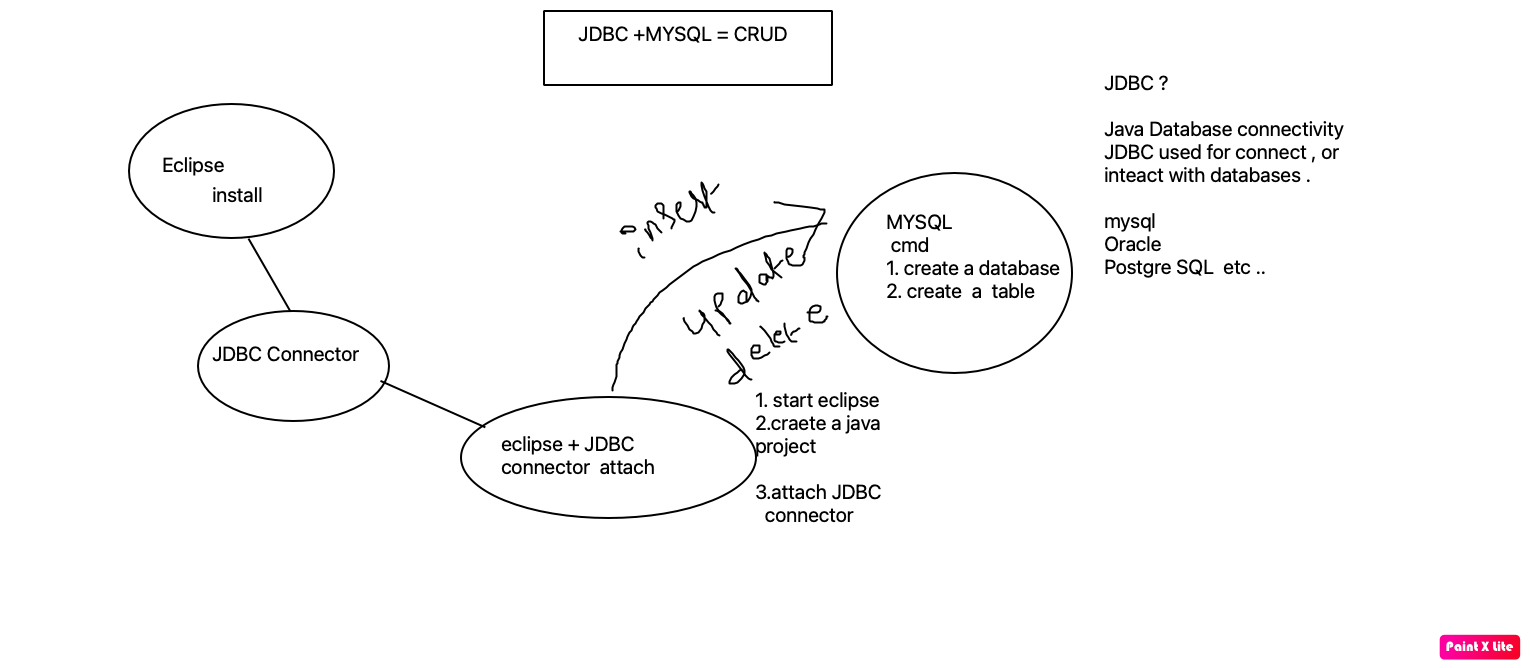 JDBC +MYSQL = CRUD
JDBC ?
Java Database connectivity
JDBC used for connect , or
inteact with databases .
mysql
Oracle
Postgre SQL etc ..
Eclipse
install
JDBC Connector
eclipse + JDBC
connector attach
insert
update
delete
MYSQL
cmd
1. create a database
2. create a table
1. start eclipse
2.craete a java
project
3.attach JDBC
connector
Paint X Lite